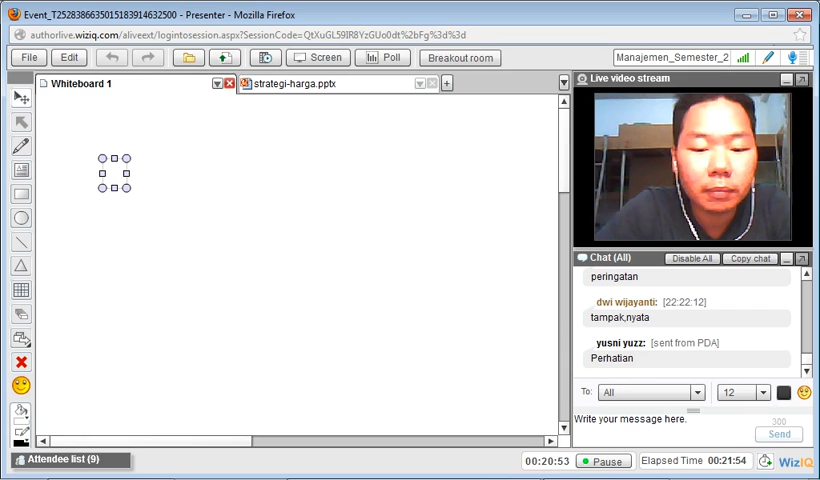 Event_T2528386635015183914632500 - Presenter - Mozilla Firefox
authorlive.wiziq.com/aliveext/logintosession.aspx?SessionCode=QtXuGL59IR8YzGUo0dt%2bFg%3d%3d
File Edit Screen Poll Breakout room Manajemen_Semester_2
Whiteboard 1 strategi-harga.pptx +
Live video stream
Chat (All) Disable All Copy chat
peringatan
dwi wijayanti: [22:22:12]
tampak,nyata
yusni yuzz: [sent from PDA]
Perhatian
To: All 12
Write your message here. 300
Send
Attendee list (9) 00:20:53 Pause Elapsed Time 00:21:54 WizIQ